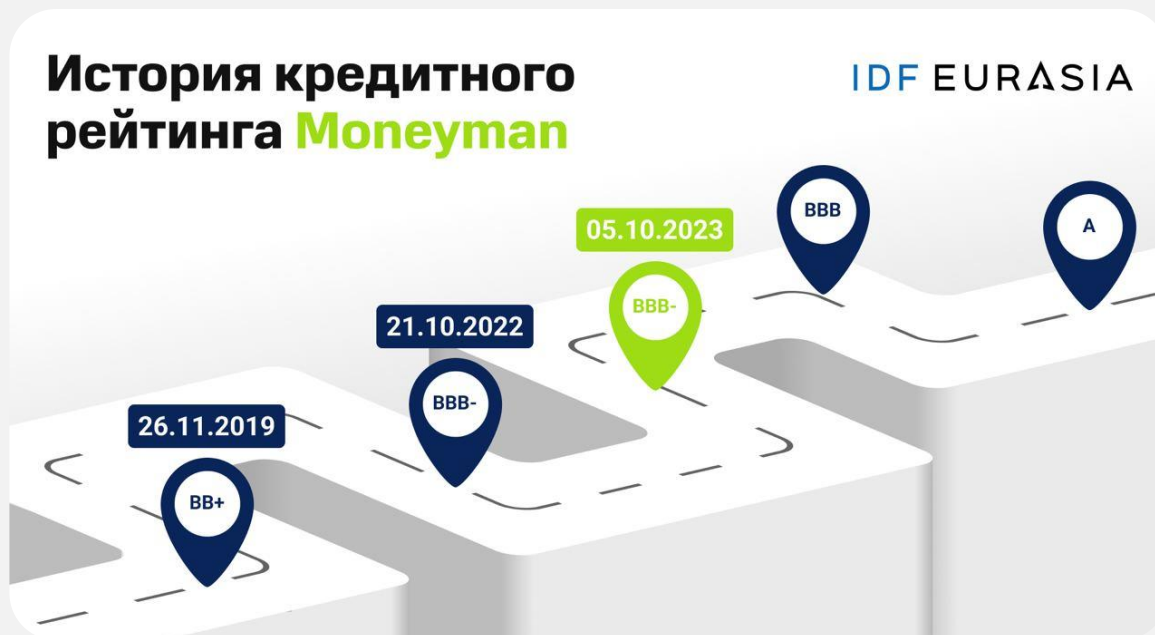 История кредитного
рейтинга Moneyman
IDF EURASIA
26.11.2019
BB+
21.10.2022
BBB-
05.10.2023
BBB-
BBB
A